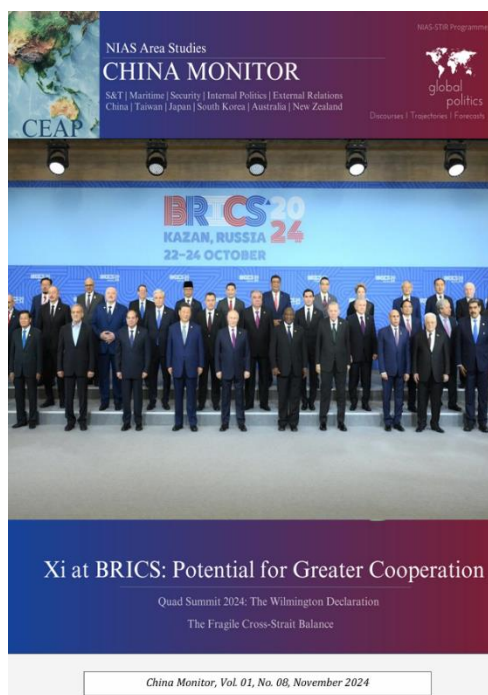 NIAS-STIR Programme
NIAS Area Studies
CHINA MONITOR
S&T | Maritime | Security | Internal Politics | External Relations
China | Taiwan | Japan | South Korea | Australia | New Zealand
CEAP
global
politics
Discourses | Trajectories | Forecasts
BRICS 20
24
KAZAN, RUSSIA
22–24 OCTOBER
Xi at BRICS: Potential for Greater Cooperation
Quad Summit 2024: The Wilmington Declaration
The Fragile Cross-Strait Balance
China Monitor, Vol. 01, No. 08, November 2024